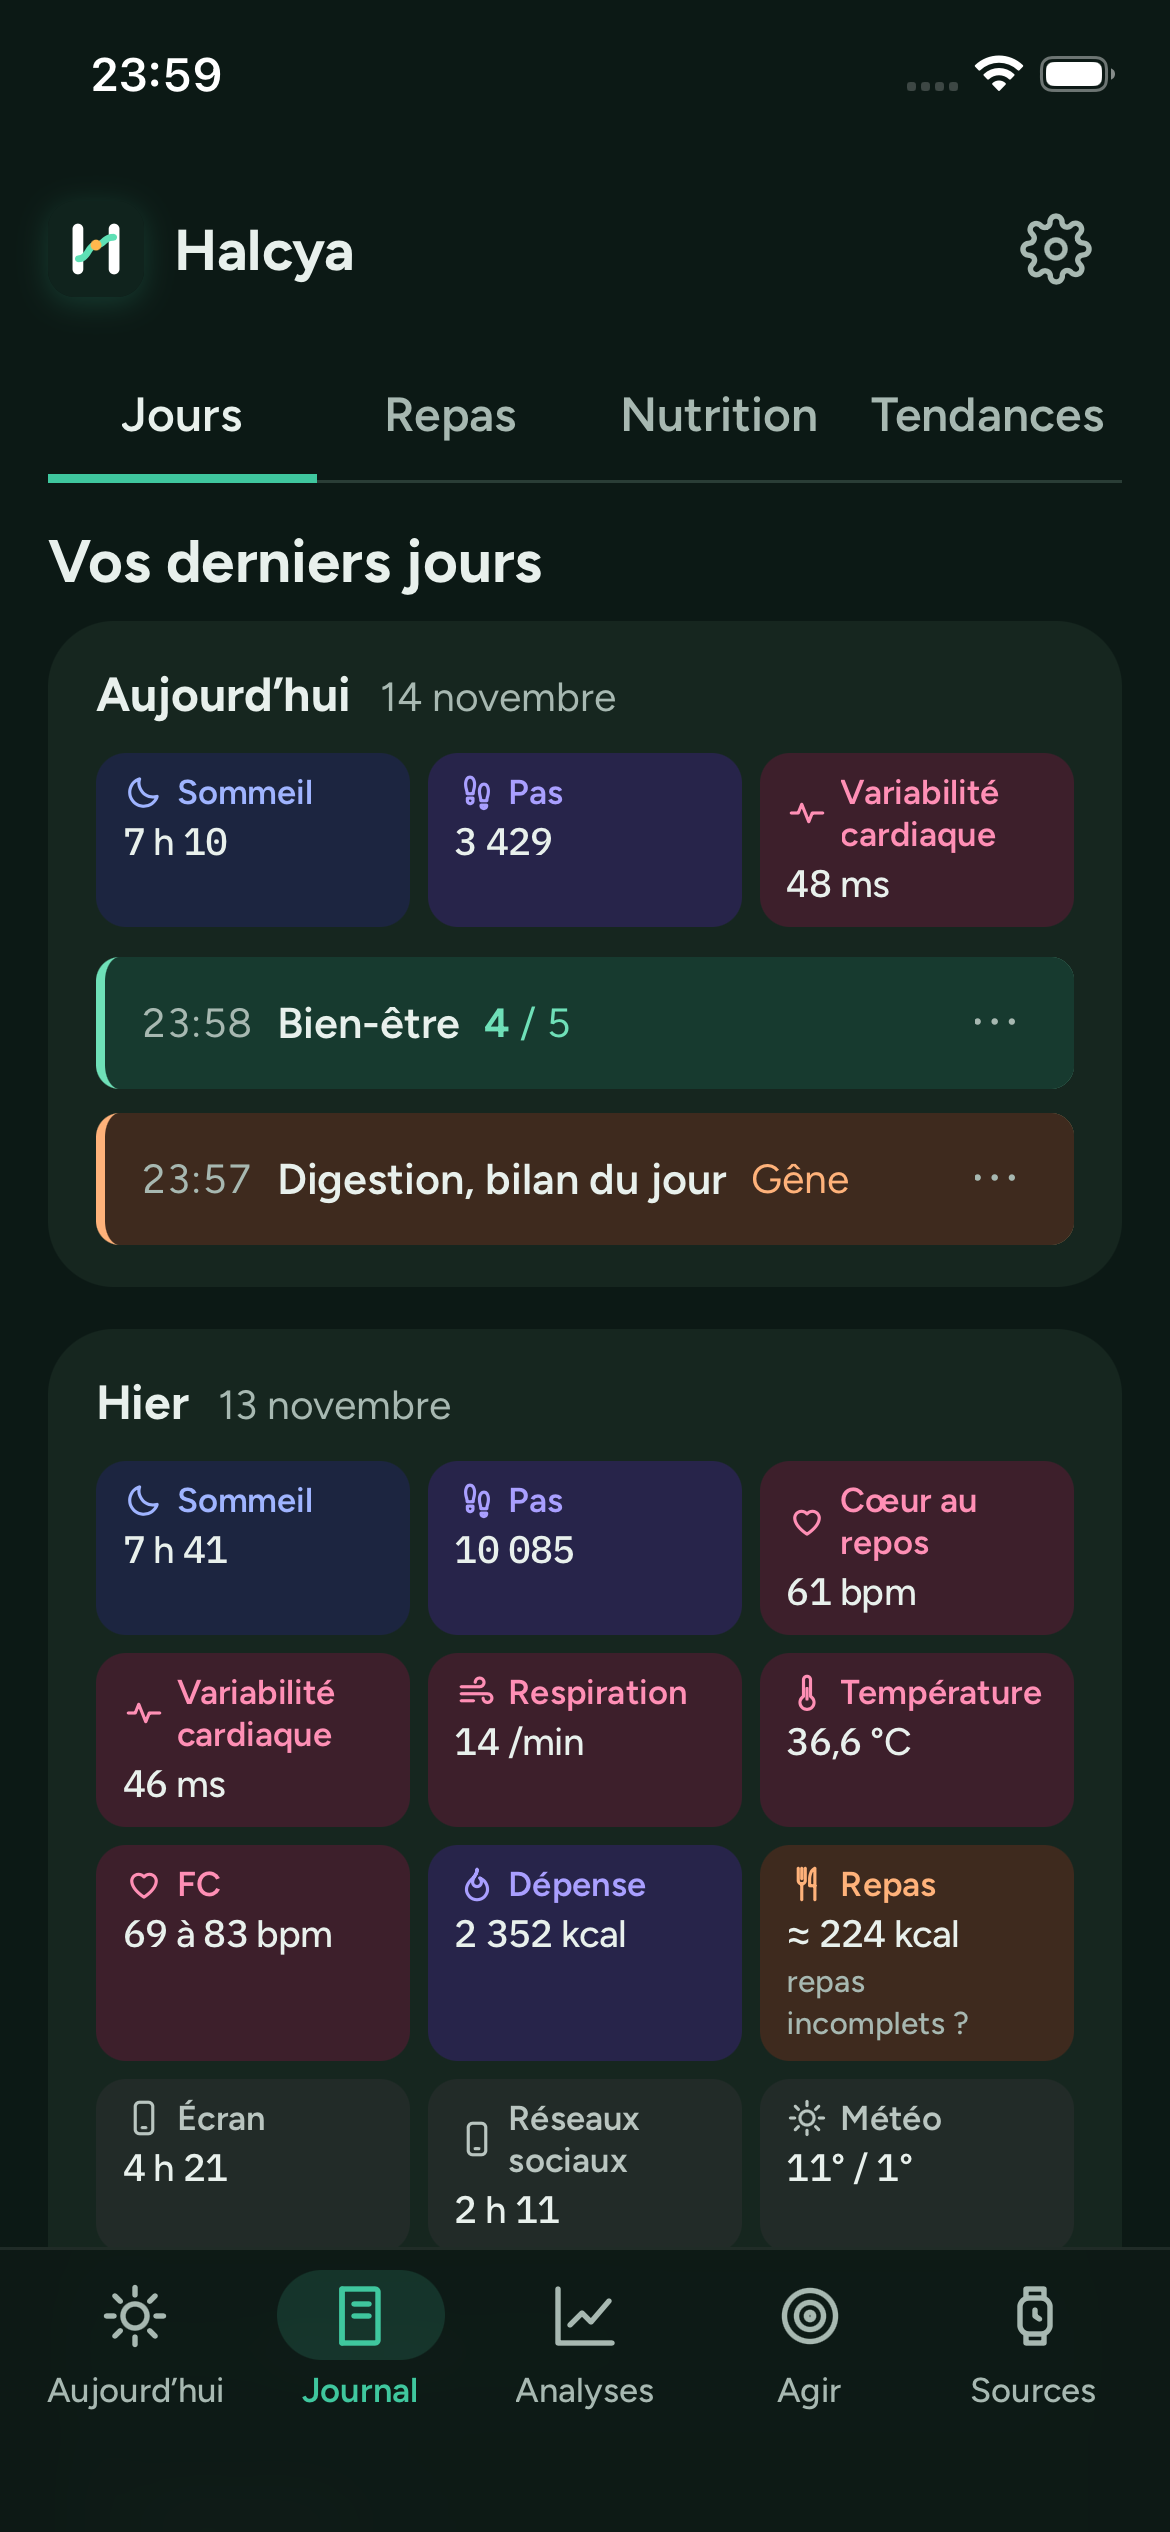 23:59
Halcya
Jours Repas Nutrition Tendances
Vos derniers jours
Aujourd’hui 14 novembre
Sommeil
7 h 10
Pas
3 429
Variabilité
cardiaque
48 ms
23:58 Bien-être 4 / 5
23:57 Digestion, bilan du jour Gêne
Hier 13 novembre
Sommeil
7 h 41
Pas
10 085
Cœur au
repos
61 bpm
Variabilité
cardiaque
46 ms
Respiration
14 /min
Température
36,6 °C
FC
69 à 83 bpm
Dépense
2 352 kcal
Repas
≈ 224 kcal
repas
incomplets ?
Écran
4 h 21
Réseaux
sociaux
2 h 11
Météo
11° / 1°
Aujourd’hui Journal Analyses Agir Sources